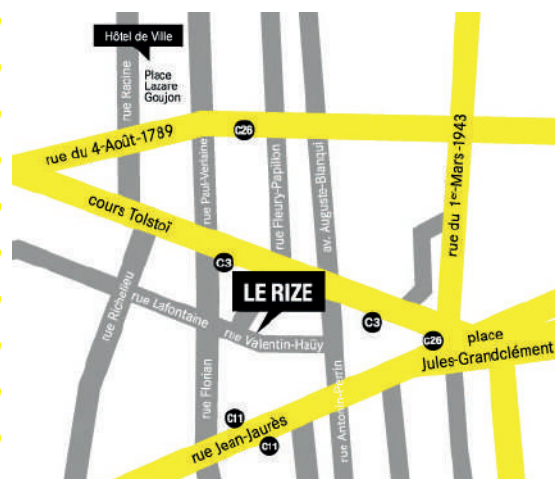 Hôtel de Ville
Place
Lazare
Goujon
rue Racine
rue du 4-Août-1789
C26
rue Paul-Verlaine
rue Fleury-Papillon
av. Auguste-Blanqui
rue du 1er-Mars-1943
cours Tolstoï
C3
LE RIZE
rue Richelieu
rue Lafontaine
rue Valentin-Haüy
C3
C26
place
Jules-Grandclément
rue Florian
rue Antonin-Perrin
C11
rue Jean-Jaurès
C11